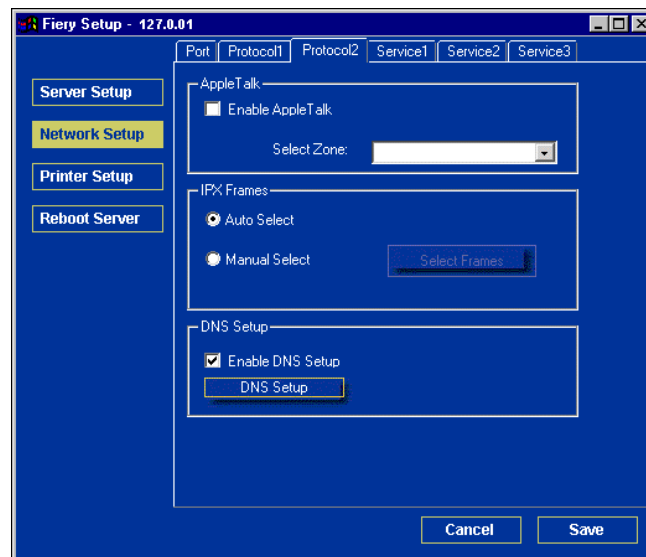 Fiery Setup - 127.0.01
Port Protocol1 Protocol2 Service1 Service2 Service3
Server Setup
Network Setup
Printer Setup
Reboot Server
AppleTalk
Enable AppleTalk
Select Zone:
IPX Frames
Auto Select
Manual Select
Select Frames
DNS Setup
Enable DNS Setup
DNS Setup
Cancel
Save